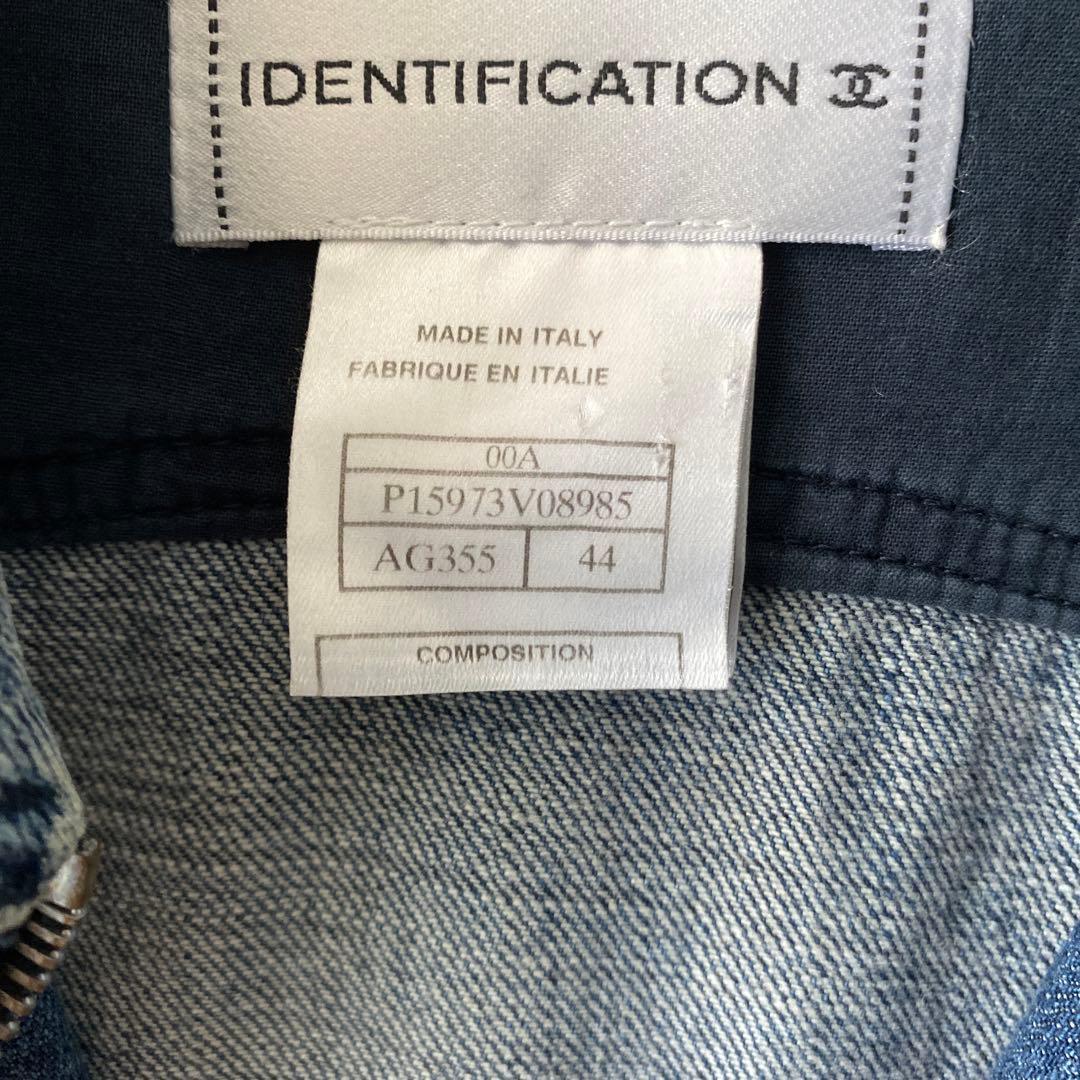 IDENTIFICATION
MADE IN ITALY
FABRIQUE EN ITALIE
00A
P15973V08985
AG355 44
COMPOSITION